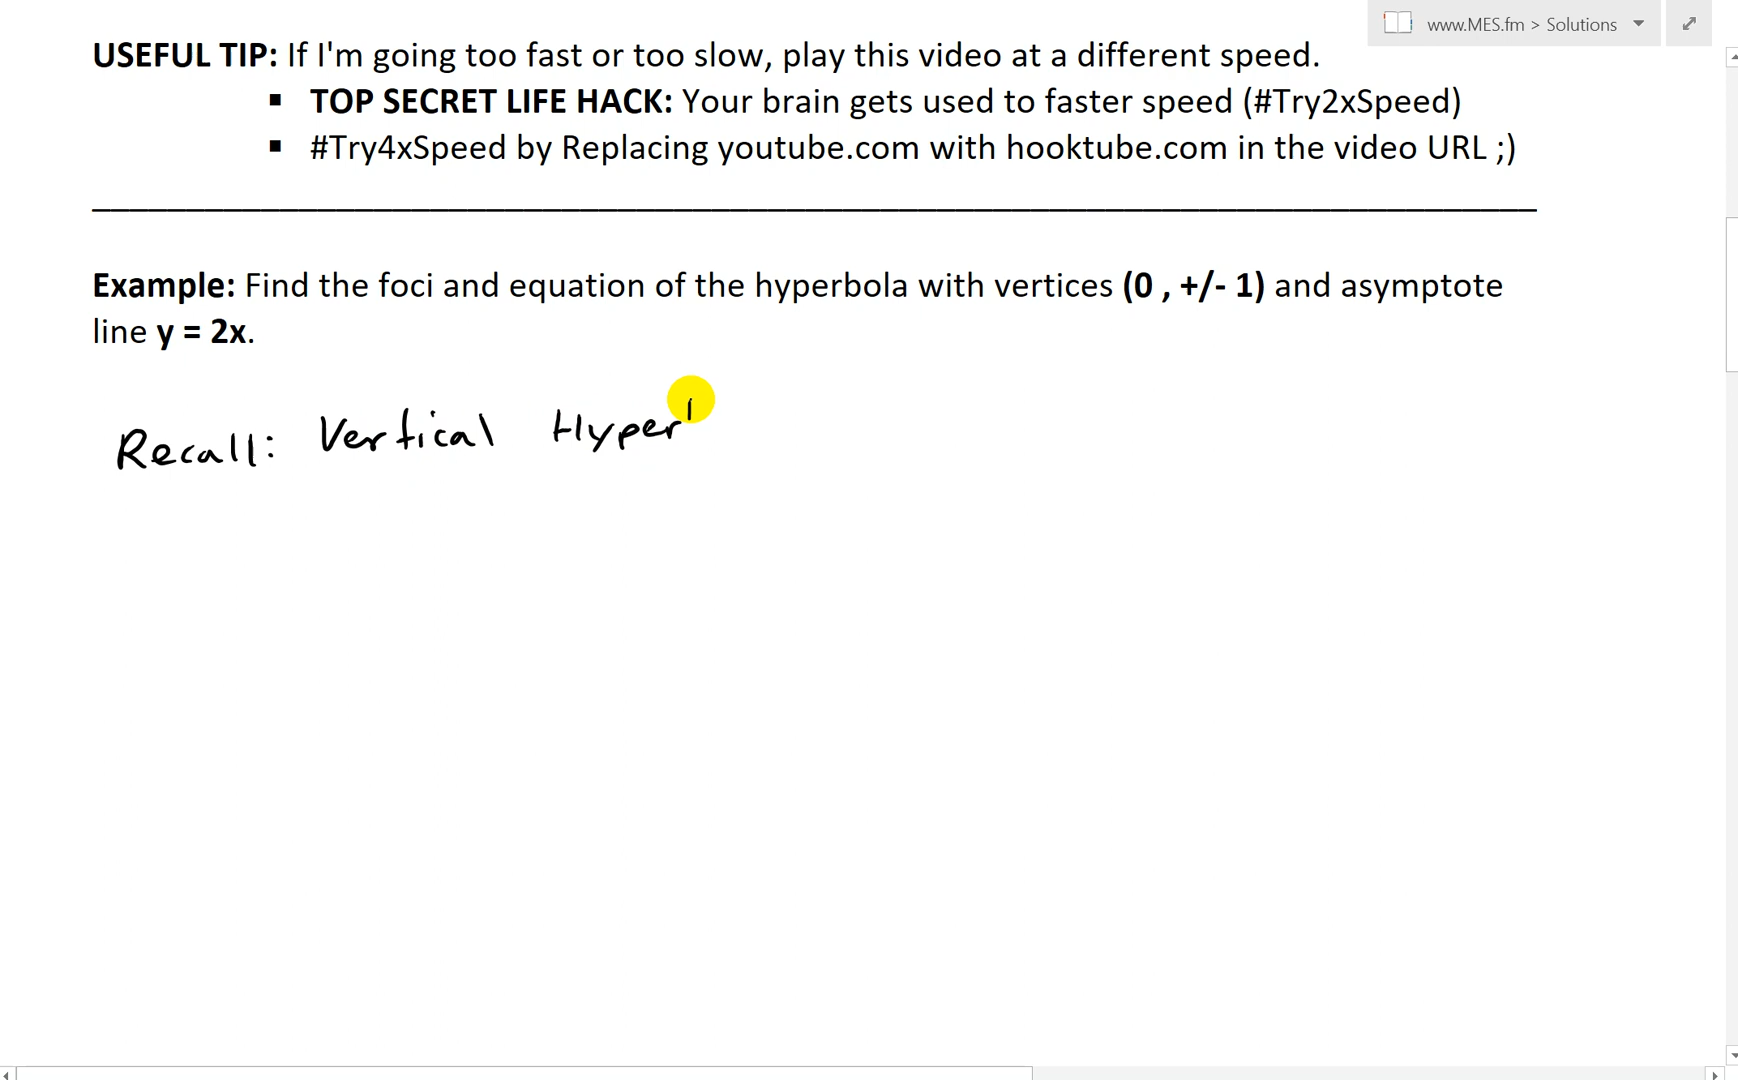 www.MES.fm > Solutions
USEFUL TIP: If I'm going too fast or too slow, play this video at a different speed.
▪ TOP SECRET LIFE HACK: Your brain gets used to faster speed (#Try2xSpeed)
▪ #Try4xSpeed by Replacing youtube.com with hooktube.com in the video URL ;)
Example: Find the foci and equation of the hyperbola with vertices (0 , +/- 1) and asymptote
line y = 2x.
Recall: Vertical Hyper